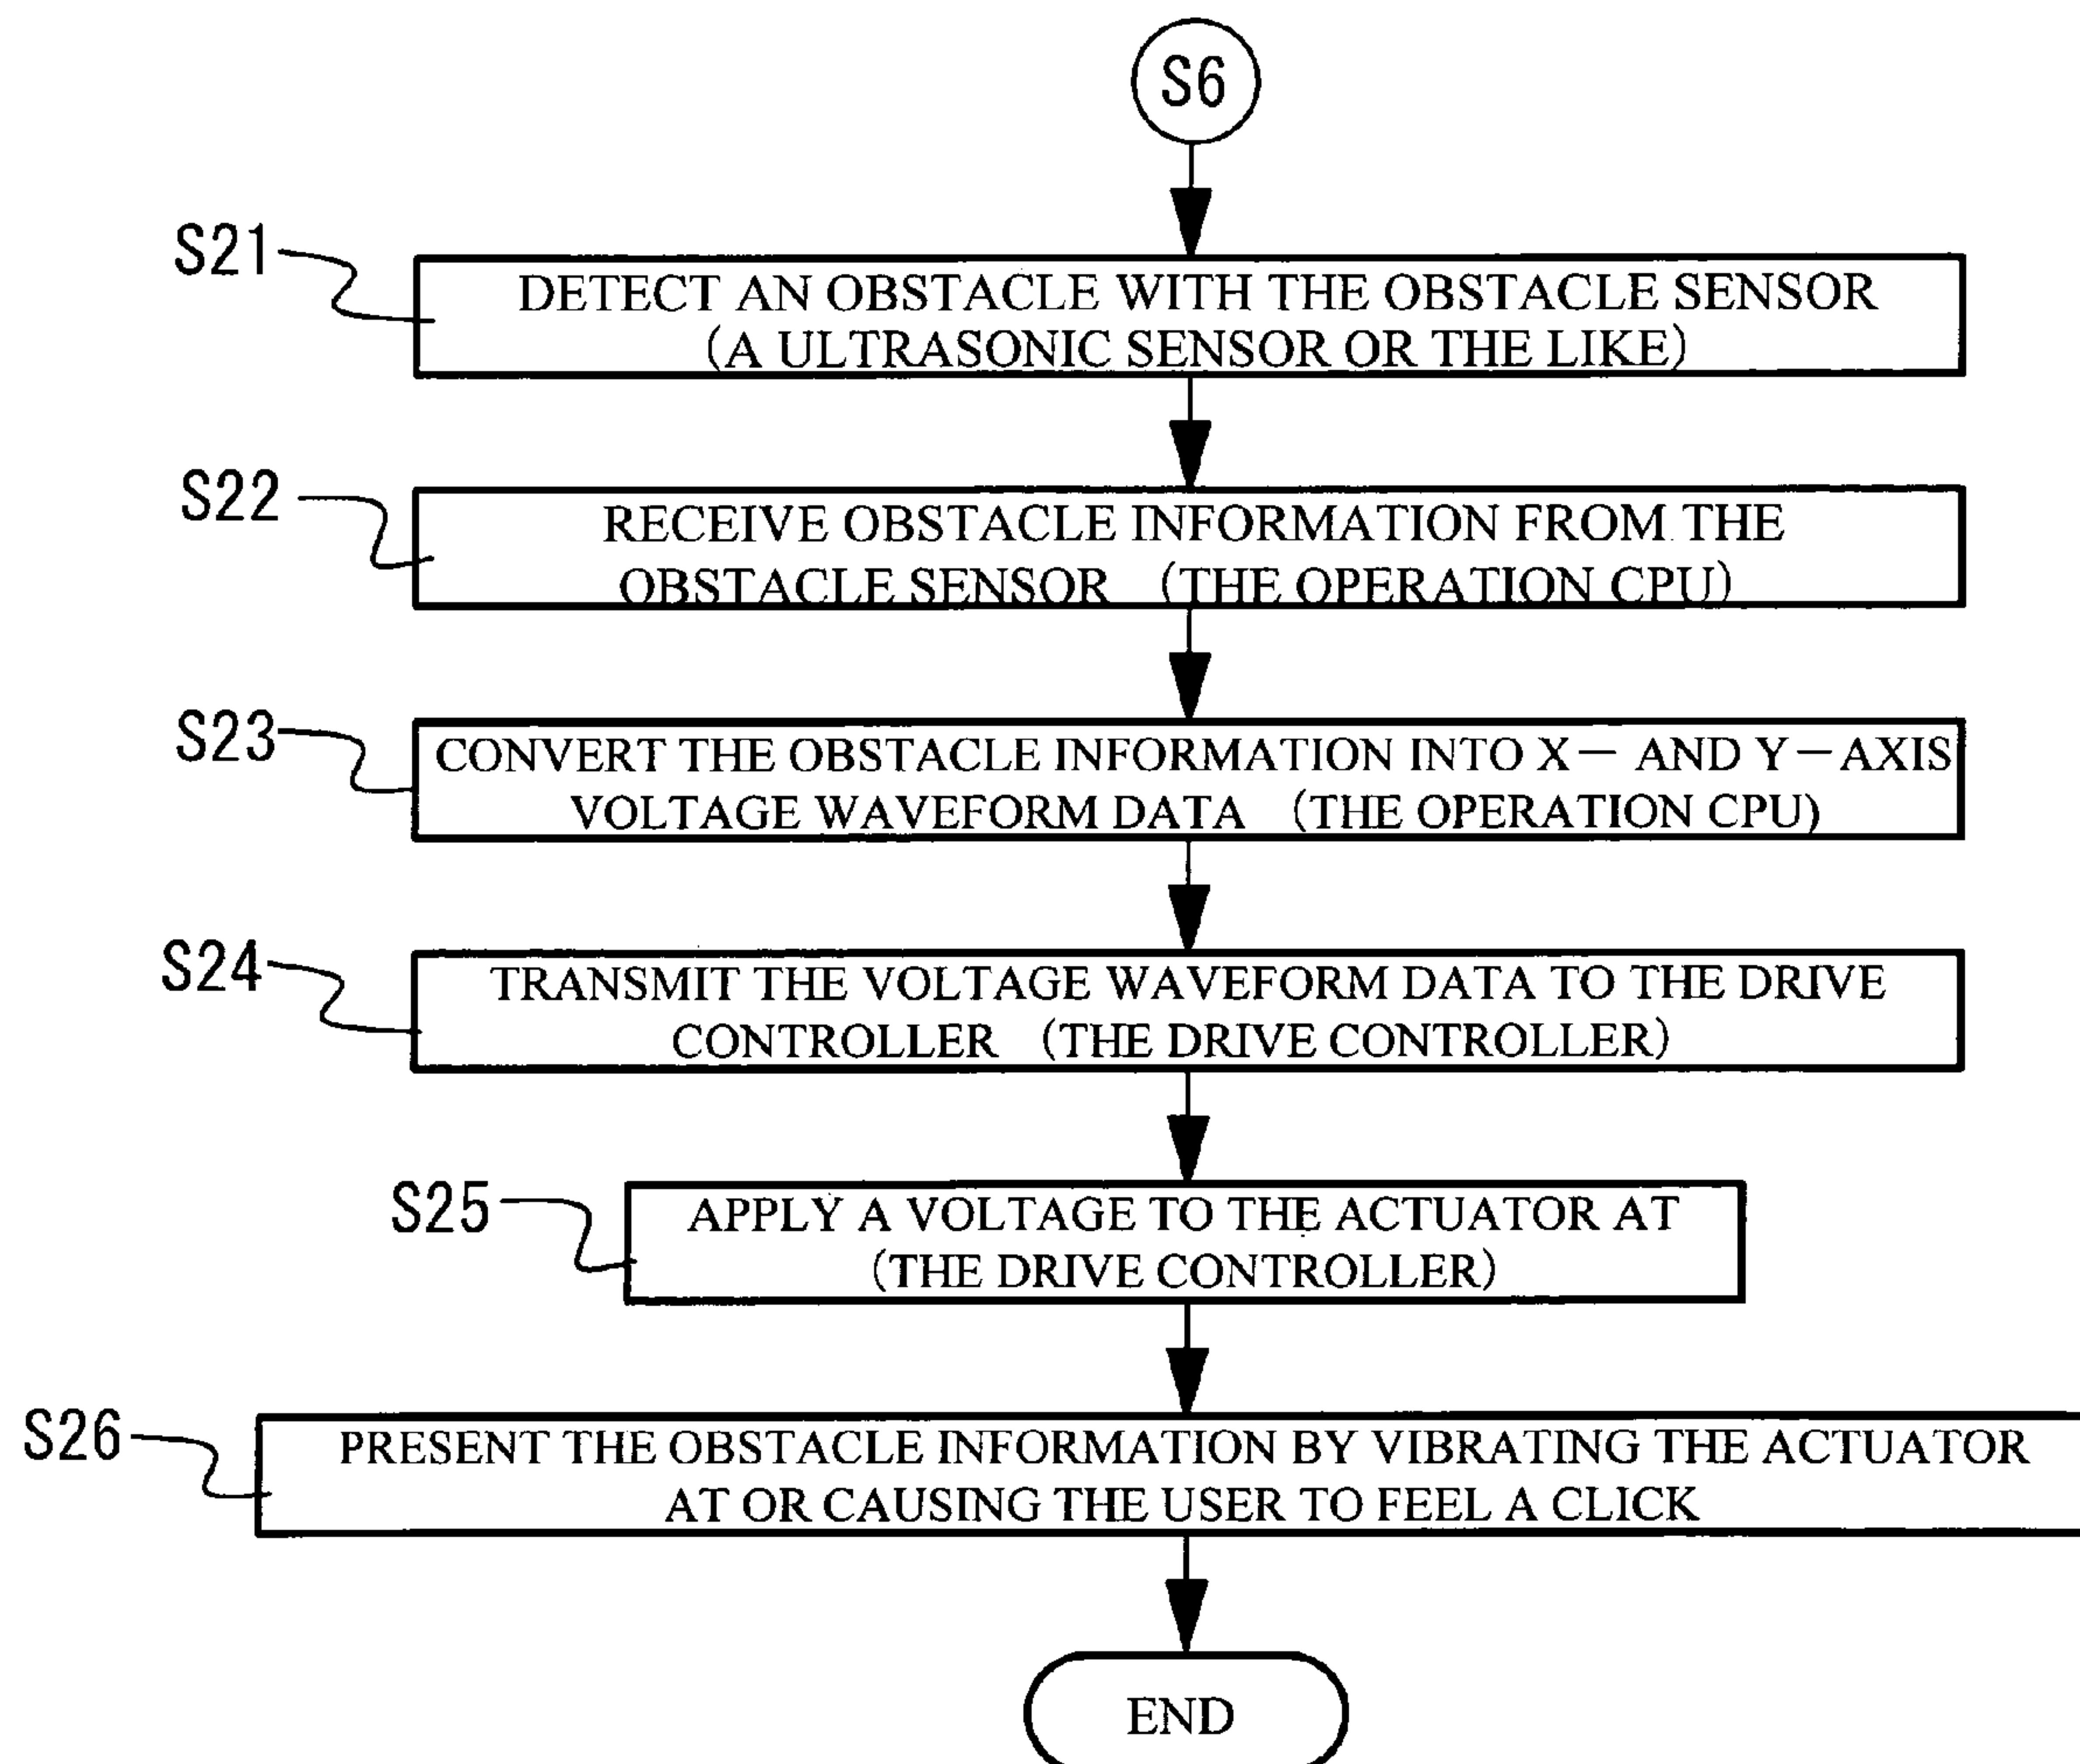 S6
S21
DETECT AN OBSTACLE WITH THE OBSTACLE SENSOR
(A ULTRASONIC SENSOR OR THE LIKE)
S22
RECEIVE OBSTACLE INFORMATION FROM THE
OBSTACLE SENSOR (THE OPERATION CPU)
S23
CONVERT THE OBSTACLE INFORMATION INTO X- AND Y-AXIS
VOLTAGE WAVEFORM DATA (THE OPERATION CPU)
S24
TRANSMIT THE VOLTAGE WAVEFORM DATA TO THE DRIVE
CONTROLLER (THE DRIVE CONTROLLER)
S25
APPLY A VOLTAGE TO THE ACTUATOR AT
(THE DRIVE CONTROLLER)
S26
PRESENT THE OBSTACLE INFORMATION BY VIBRATING THE ACTUATOR
AT OR CAUSING THE USER TO FEEL A CLICK
END